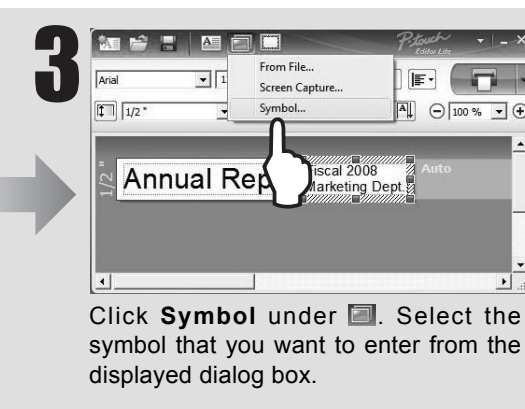 3
P-touch
Editor Lite
Arial
From File...
Screen Capture...
Symbol...
1/2 "
100 %
1/2 "
Annual Rep
Fiscal 2008
Marketing Dept.
Auto
Click Symbol under . Select the
symbol that you want to enter from the
displayed dialog box.